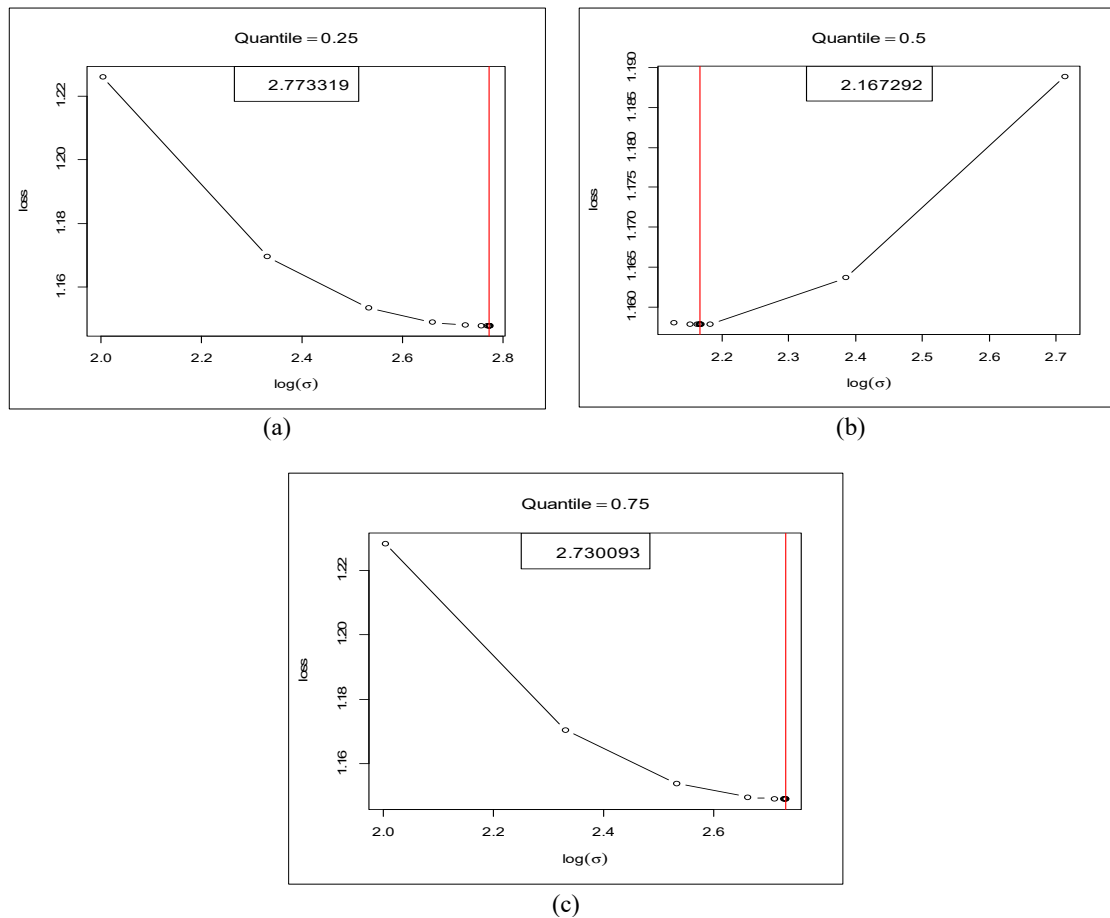 Quantile = 0.25
2.773319
1.22
1.20
1.18
1.16
loss
2.0 2.2 2.4 2.6 2.8
log(σ)
(a)
Quantile = 0.5
2.167292
1.190
1.185
1.180
1.175
1.170
1.165
1.160
loss
2.2 2.3 2.4 2.5 2.6 2.7
log(σ)
(b)
Quantile = 0.75
2.730093
1.22
1.20
1.18
1.16
loss
2.0 2.2 2.4 2.6
log(σ)
(c)